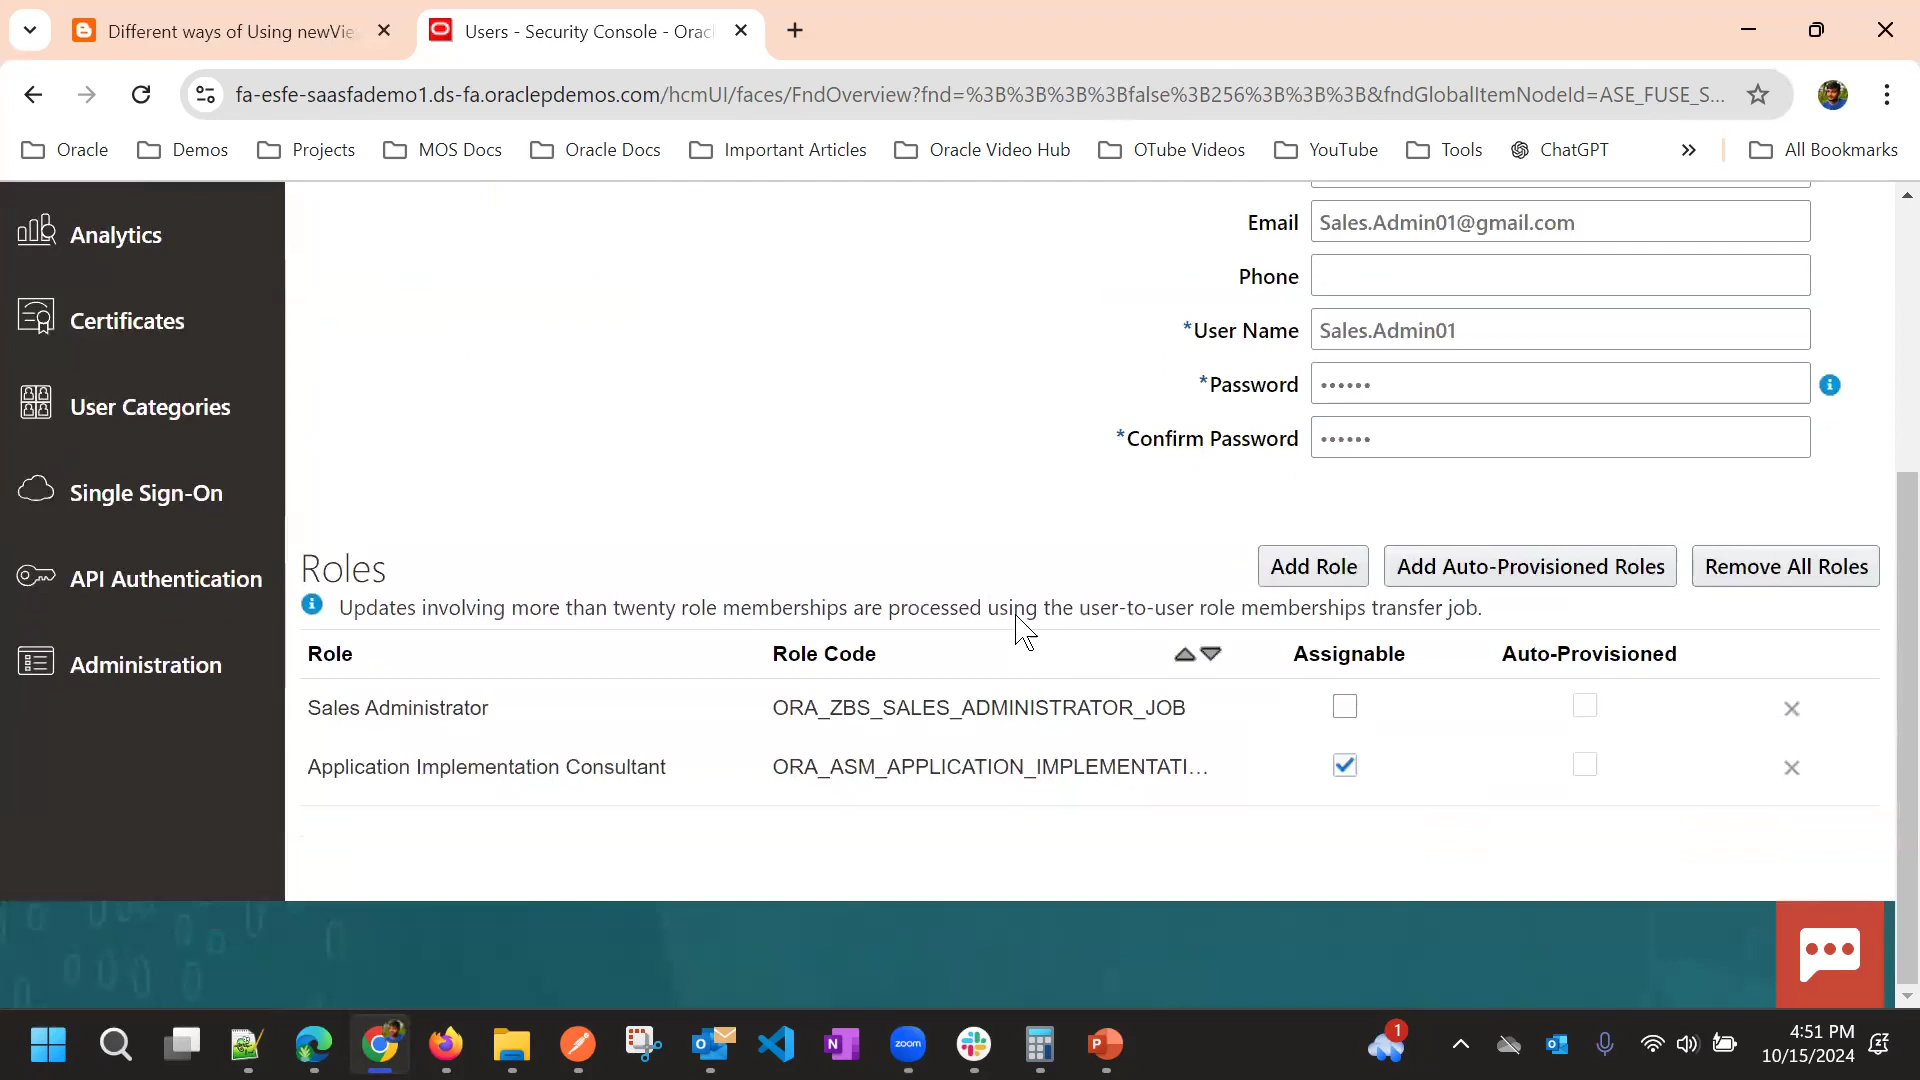 Different ways of Using newVie
Users - Security Console - Orac
fa-esfe-saasfademo1.ds-fa.oraclepdemos.com/hcmUI/faces/FndOverview?fnd=%3B%3B%3B%3Bfalse%3B256%3B%3B%3B&fndGlobalItemNodeId=ASE_FUSE_S...
Oracle Demos Projects MOS Docs Oracle Docs Important Articles Oracle Video Hub OTube Videos YouTube Tools ChatGPT » All Bookmarks
Analytics
Certificates
User Categories
Single Sign-On
API Authentication
Administration
Email Sales.Admin01@gmail.com
Phone
*User Name Sales.Admin01
*Password ••••••
*Confirm Password ••••••
Roles Add Role Add Auto-Provisioned Roles Remove All Roles
Updates involving more than twenty role memberships are processed using the user-to-user role memberships transfer job.
Role Role Code Assignable Auto-Provisioned
Sales Administrator ORA_ZBS_SALES_ADMINISTRATOR_JOB
Application Implementation Consultant ORA_ASM_APPLICATION_IMPLEMENTATI...
zoom
1
4:51 PM
10/15/2024